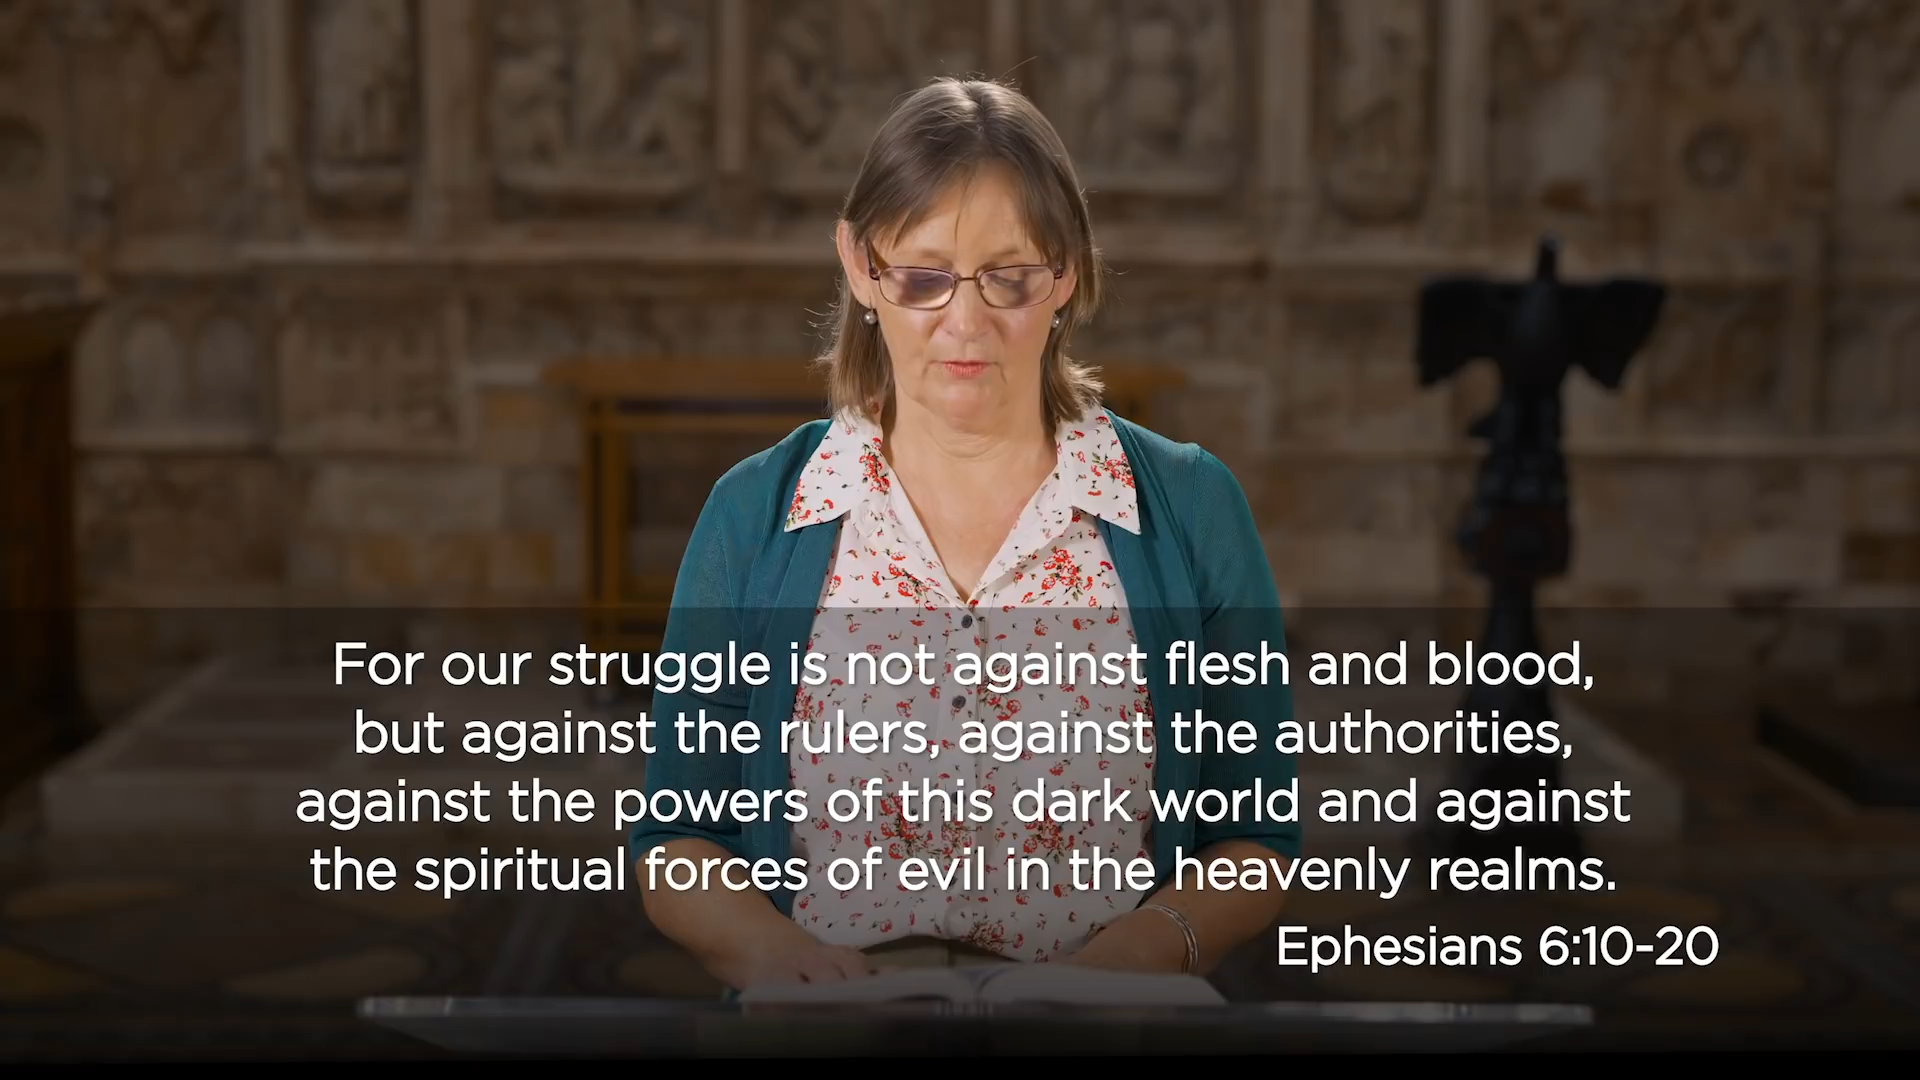 For our struggle is not against flesh and blood,
but against the rulers, against the authorities,
against the powers of this dark world and against
the spiritual forces of evil in the heavenly realms.
Ephesians 6:10-20